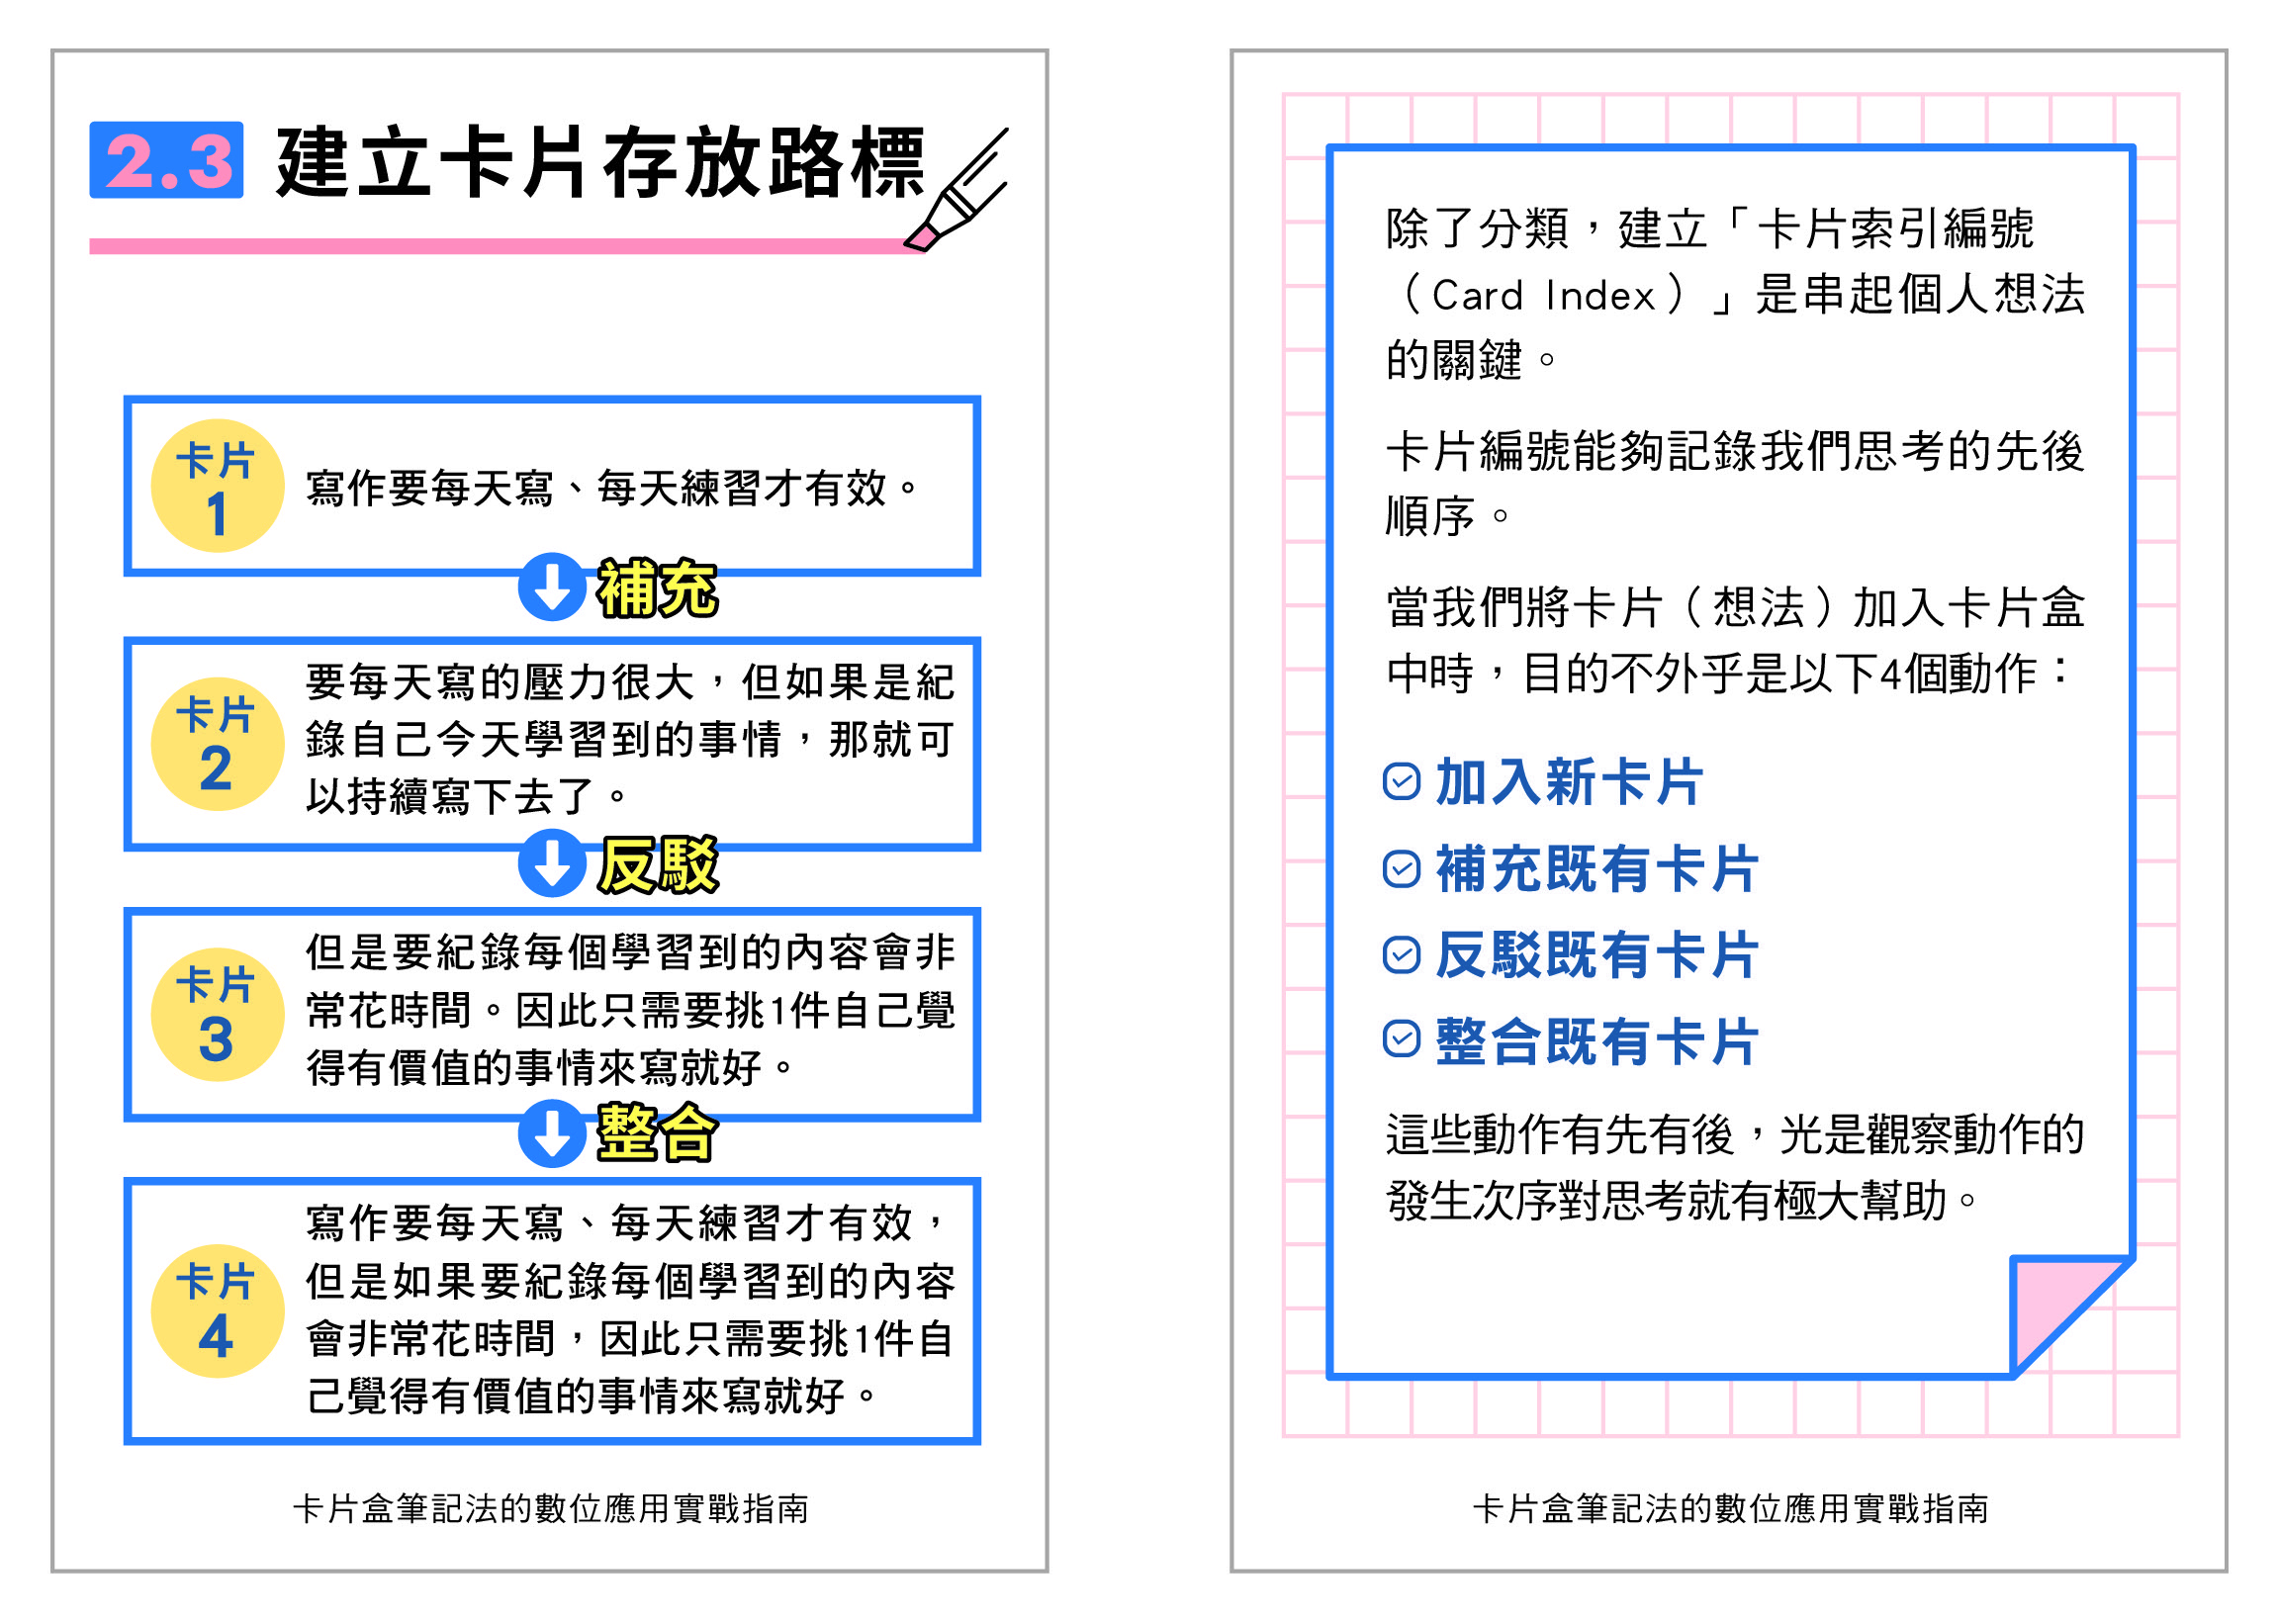 2.3 建立卡片存放路標
卡片
1
寫作要每天寫、每天練習才有效。
補充
卡片
2
要每天寫的壓力很大，但如果是紀
錄自己今天學習到的事情，那就可
以持續寫下去了。
反駁
卡片
3
但是要紀錄每個學習到的內容會非
常花時間。因此只需要挑1件自己覺
得有價值的事情來寫就好。
整合
卡片
4
寫作要每天寫、每天練習才有效，
但是如果要紀錄每個學習到的內容
會非常花時間，因此只需要挑1件自
己覺得有價值的事情來寫就好。
卡片盒筆記法的數位應用實戰指南
除了分類，建立「卡片索引編號
（Card Index）」是串起個人想法
的關鍵。
卡片編號能夠記錄我們思考的先後
順序。
當我們將卡片（想法）加入卡片盒
中時，目的不外乎是以下4個動作：
加入新卡片
補充既有卡片
反駁既有卡片
整合既有卡片
這些動作有先有後，光是觀察動作的
發生次序對思考就有極大幫助。
卡片盒筆記法的數位應用實戰指南